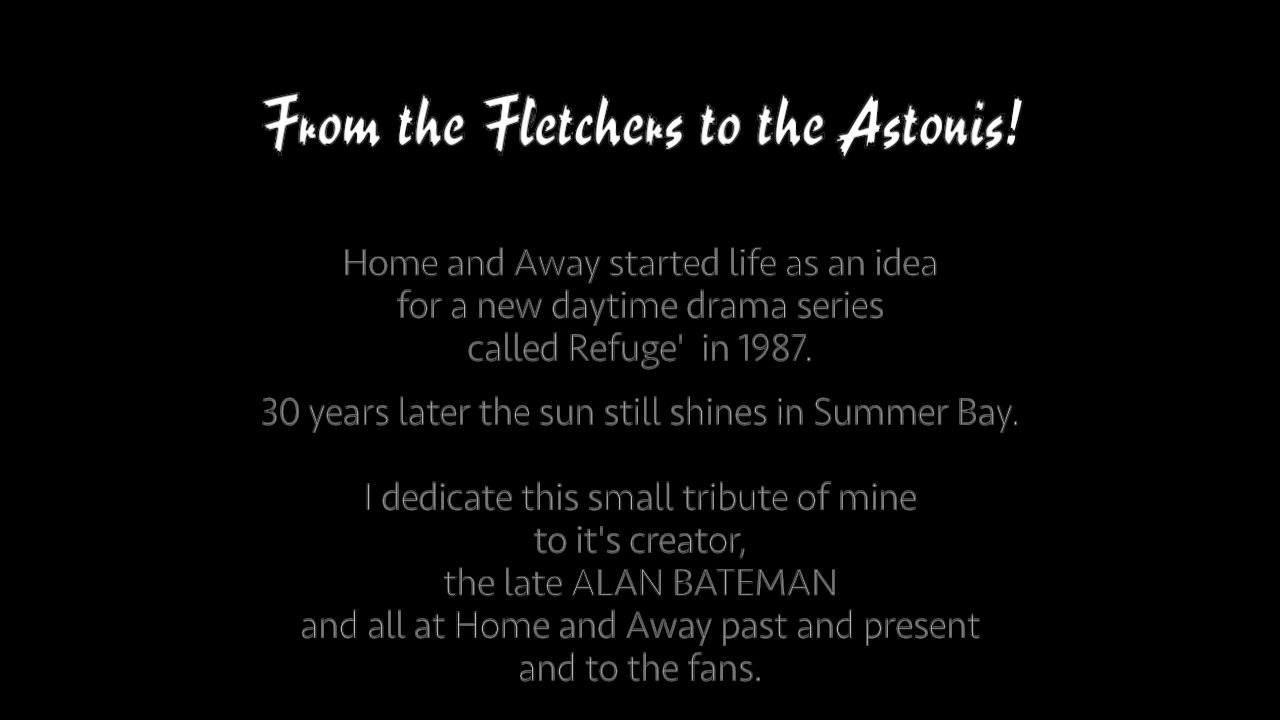 From the Fletchers to the Astonis!
Home and Away started life as an idea
for a new daytime drama series
called Refuge'  in 1987.
30 years later the sun still shines in Summer Bay.
I dedicate this small tribute of mine
to it's creator,
the late ALAN BATEMAN
and all at Home and Away past and present
and to the fans.